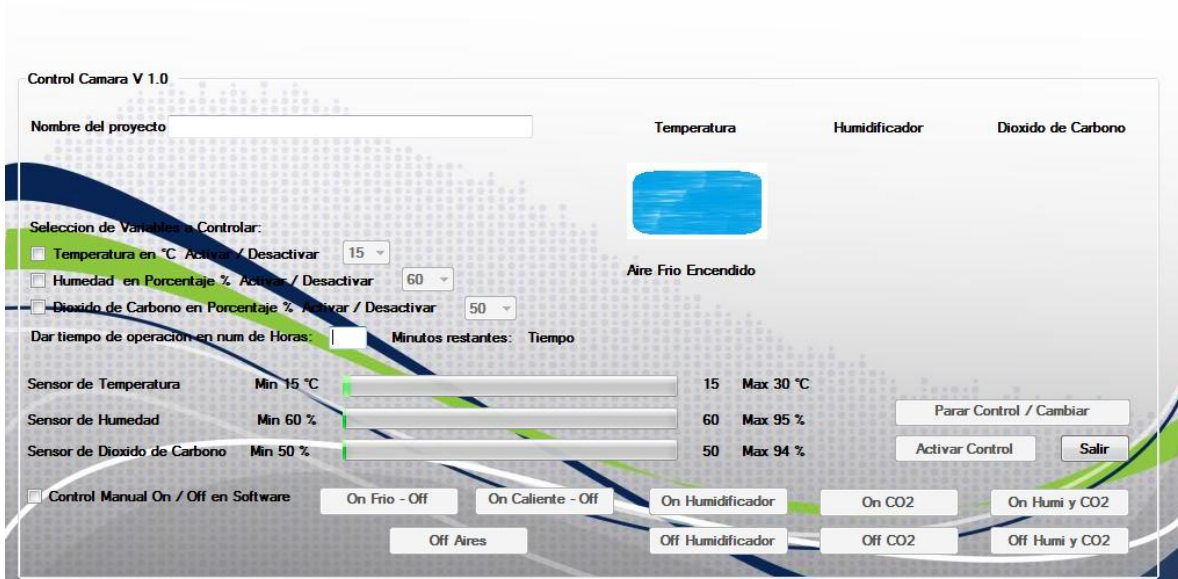 Control Camara V 1.0
Nombre del proyecto
Temperatura Humidificador Dioxido de Carbono
Seleccion de Variables a Controlar:
Temperatura en °C Activar / Desactivar 15
Aire Frio Encendido
Humedad en Porcentaje % Activar / Desactivar 60
Dioxido de Carbono en Porcentaje % Activar / Desactivar 50
Dar tiempo de operacion en num de Horas: Minutos restantes: Tiempo
Sensor de Temperatura Min 15 °C 15 Max 30 °C
Sensor de Humedad Min 60 % 60 Max 95 %
Parar Control / Cambiar
Sensor de Dioxido de Carbono Min 50 % 50 Max 94 %
Activar Control Salir
Control Manual On / Off en Software On Frio - Off On Caliente - Off On Humidificador On CO2 On Humi y CO2
Off Aires Off Humidificador Off CO2 Off Humi y CO2